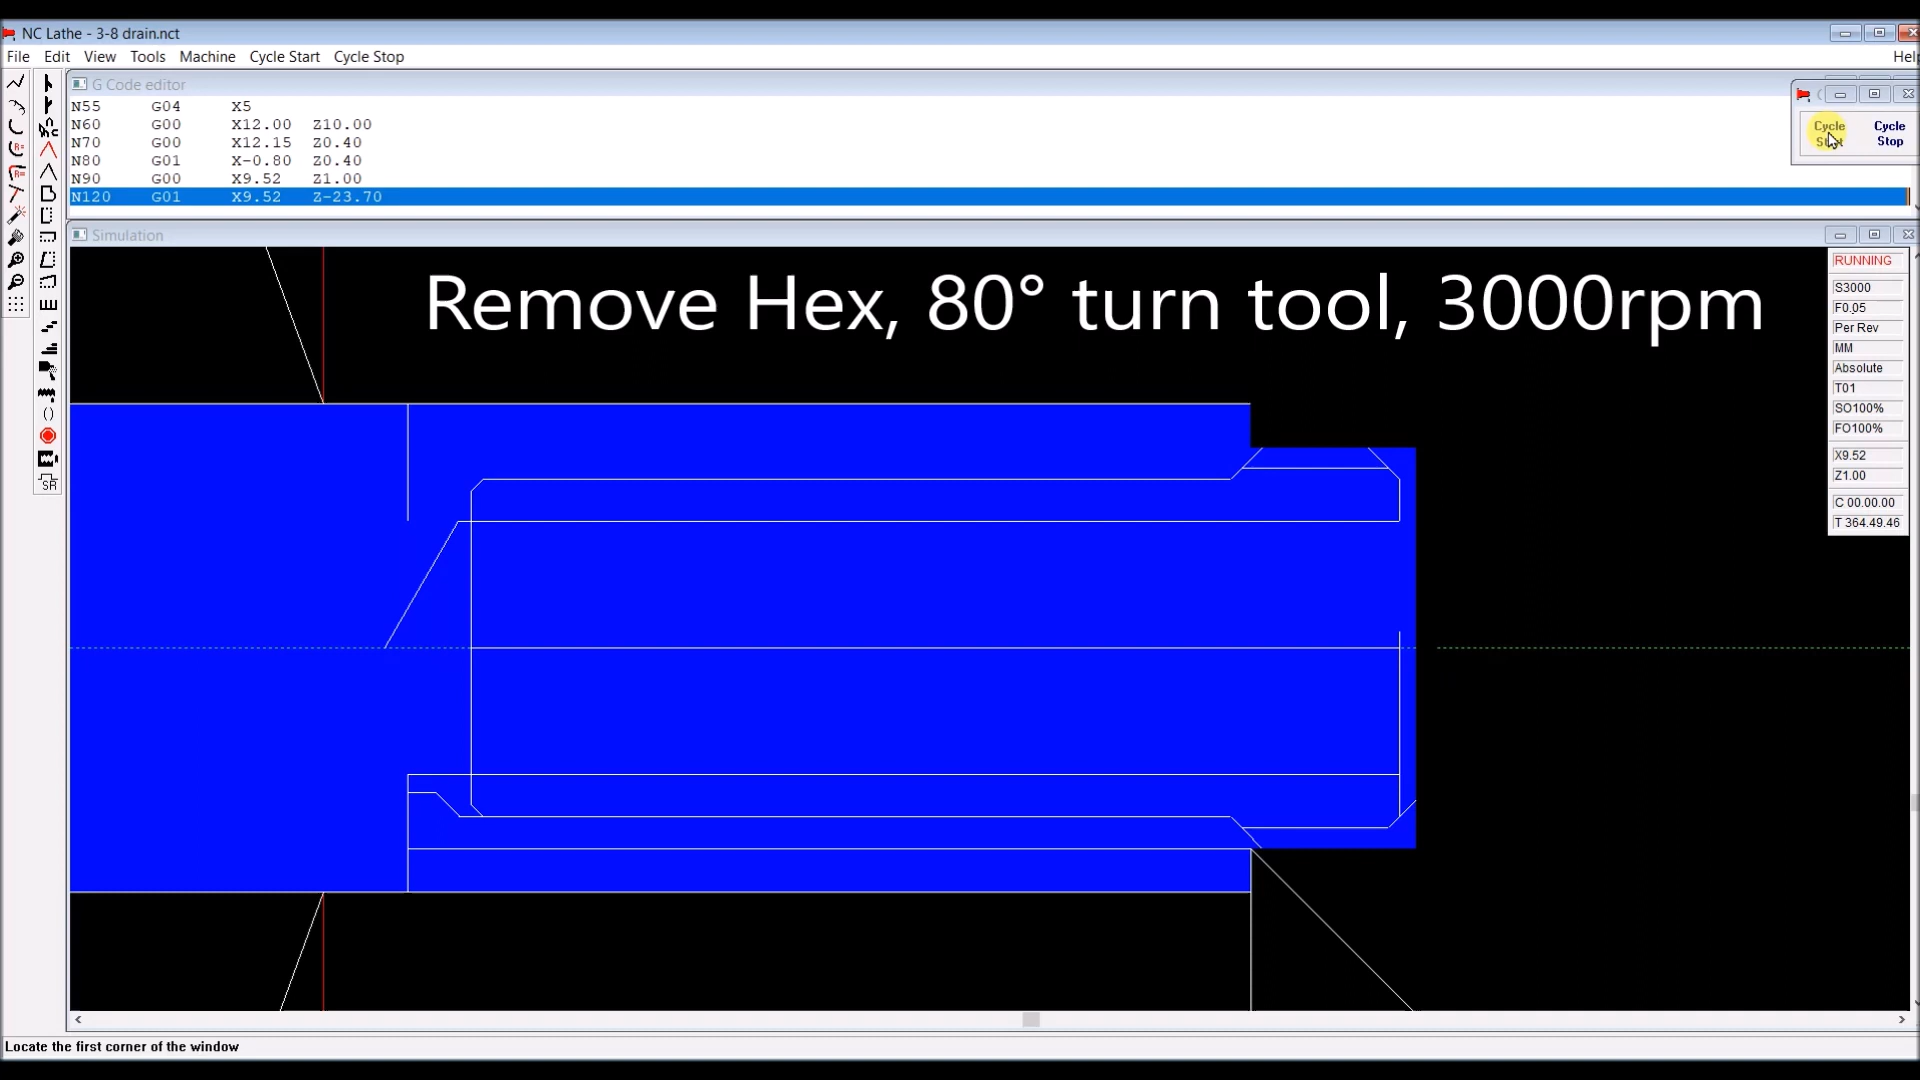 NC Lathe - 3-8 drain.nct
File Edit View Tools Machine Cycle Start Cycle Stop Help
G Code editor
N55 G04 X5
N60 G00 X12.00 Z10.00
N70 G00 X12.15 Z0.40
N80 G01 X-0.80 Z0.40
N90 G00 X9.52 Z1.00
N120 G01 X9.52 Z-23.70
Cycle Start
Cycle Stop
Simulation
Remove Hex, 80° turn tool, 3000rpm
RUNNING
S3000
F0.05
Per Rev
MM
Absolute
T01
SO100%
FO100%
X9.52
Z1.00
C 00.00.00
T 364.49.46
R=
R=
SR
Locate the first corner of the window